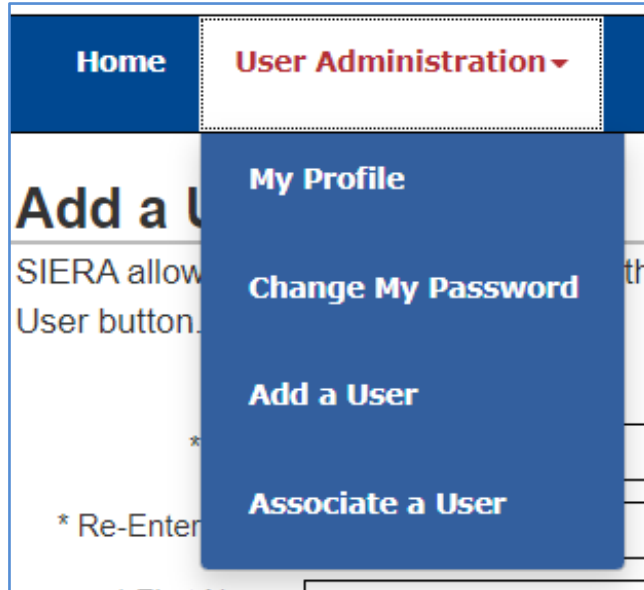 Home User Administration
My Profile
Add a
SIERA allow
Change My Password
User button.
Add a User
*
Associate a User
* Re-Enter